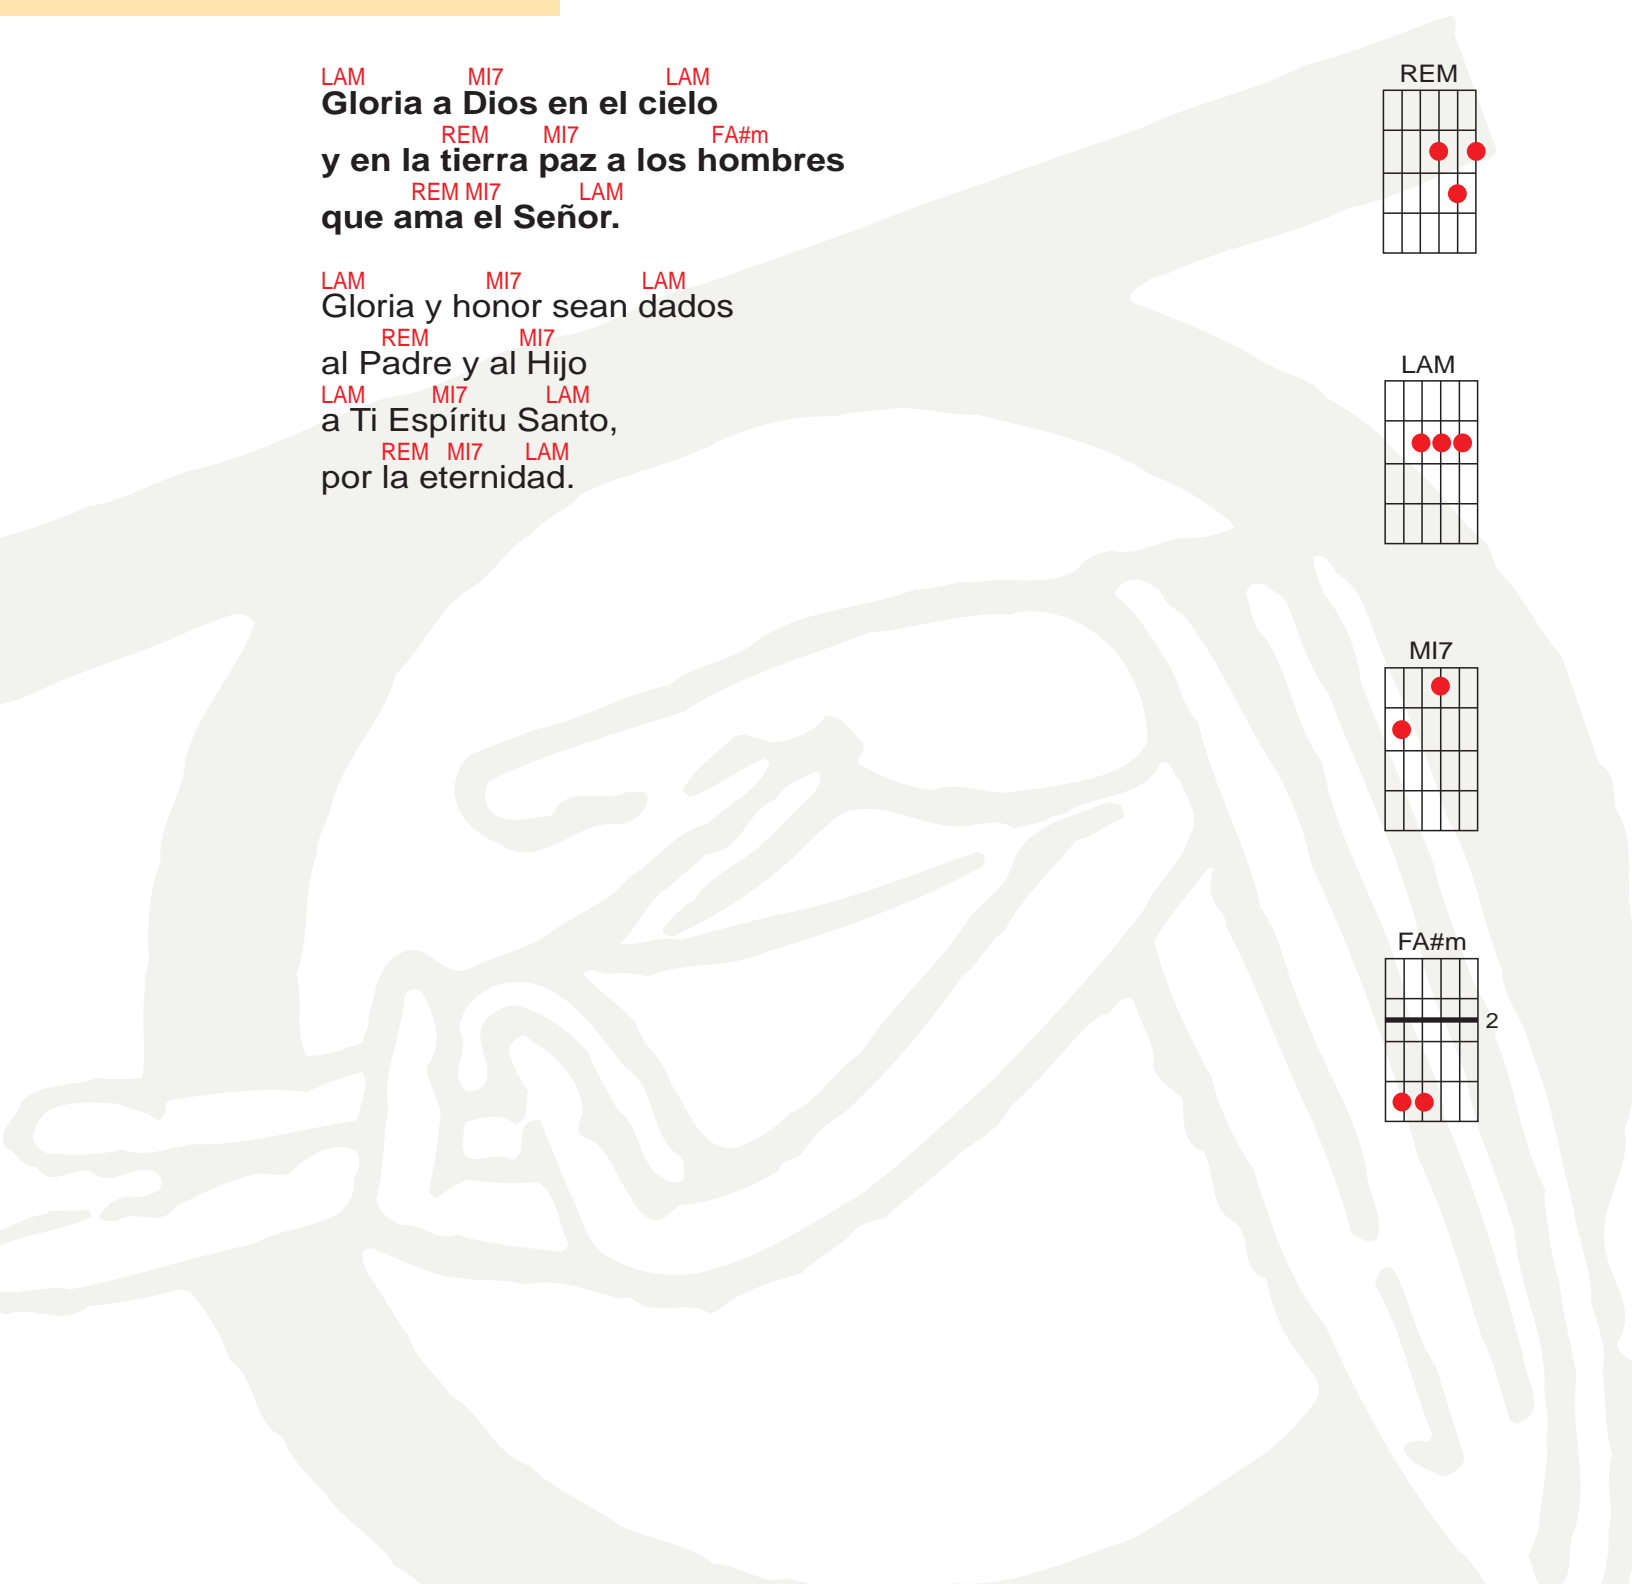 LAM MI7 LAM
Gloria a Dios en el cielo
REM MI7 FA#m
y en la tierra paz a los hombres
REM MI7 LAM
que ama el Señor.
LAM MI7 LAM
Gloria y honor sean dados
REM MI7
al Padre y al Hijo
LAM MI7 LAM
a Ti Espíritu Santo,
REM MI7 LAM
por la eternidad.
REM
LAM
MI7
FA#m
2